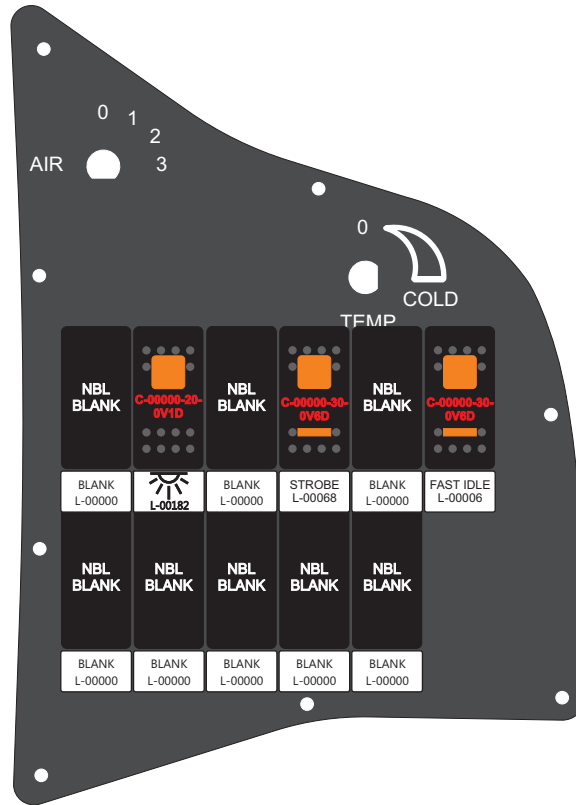 0
1
2
AIR
3
0
COLD
TEMP
NBL
BLANK
C-00000-20-
0V1D
NBL
BLANK
C-00000-30-
0V6D
NBL
BLANK
C-00000-30-
0V6D
BLANK
L-00000
L-00182
BLANK
L-00000
STROBE
L-00068
BLANK
L-00000
FAST IDLE
L-00006
NBL
BLANK
NBL
BLANK
NBL
BLANK
NBL
BLANK
NBL
BLANK
BLANK
L-00000
BLANK
L-00000
BLANK
L-00000
BLANK
L-00000
BLANK
L-00000